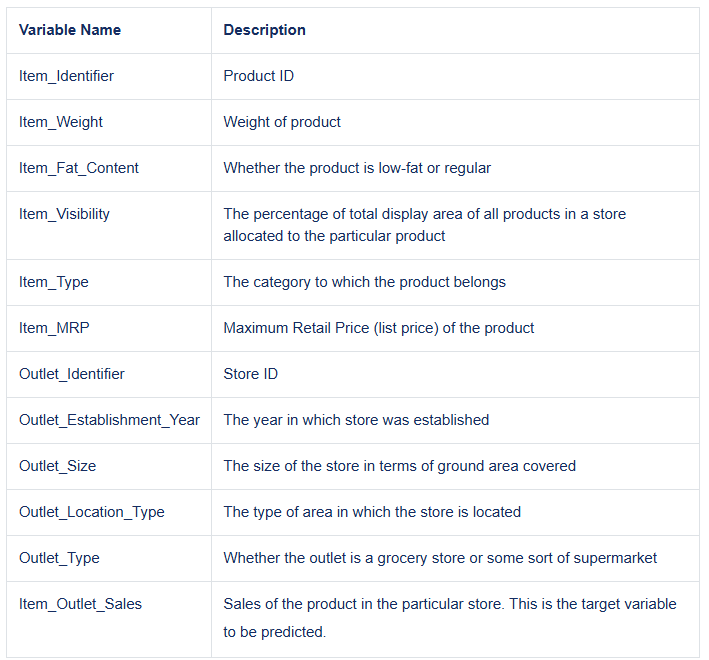 Variable Name Description
Item_Identifier Product ID
Item_Weight Weight of product
Item_Fat_Content Whether the product is low-fat or regular
Item_Visibility The percentage of total display area of all products in a store
allocated to the particular product
Item_Type The category to which the product belongs
Item_MRP Maximum Retail Price (list price) of the product
Outlet_Identifier Store ID
Outlet_Establishment_Year The year in which store was established
Outlet_Size The size of the store in terms of ground area covered
Outlet_Location_Type The type of area in which the store is located
Outlet_Type Whether the outlet is a grocery store or some sort of supermarket
Item_Outlet_Sales Sales of the product in the particular store. This is the target variable
to be predicted.